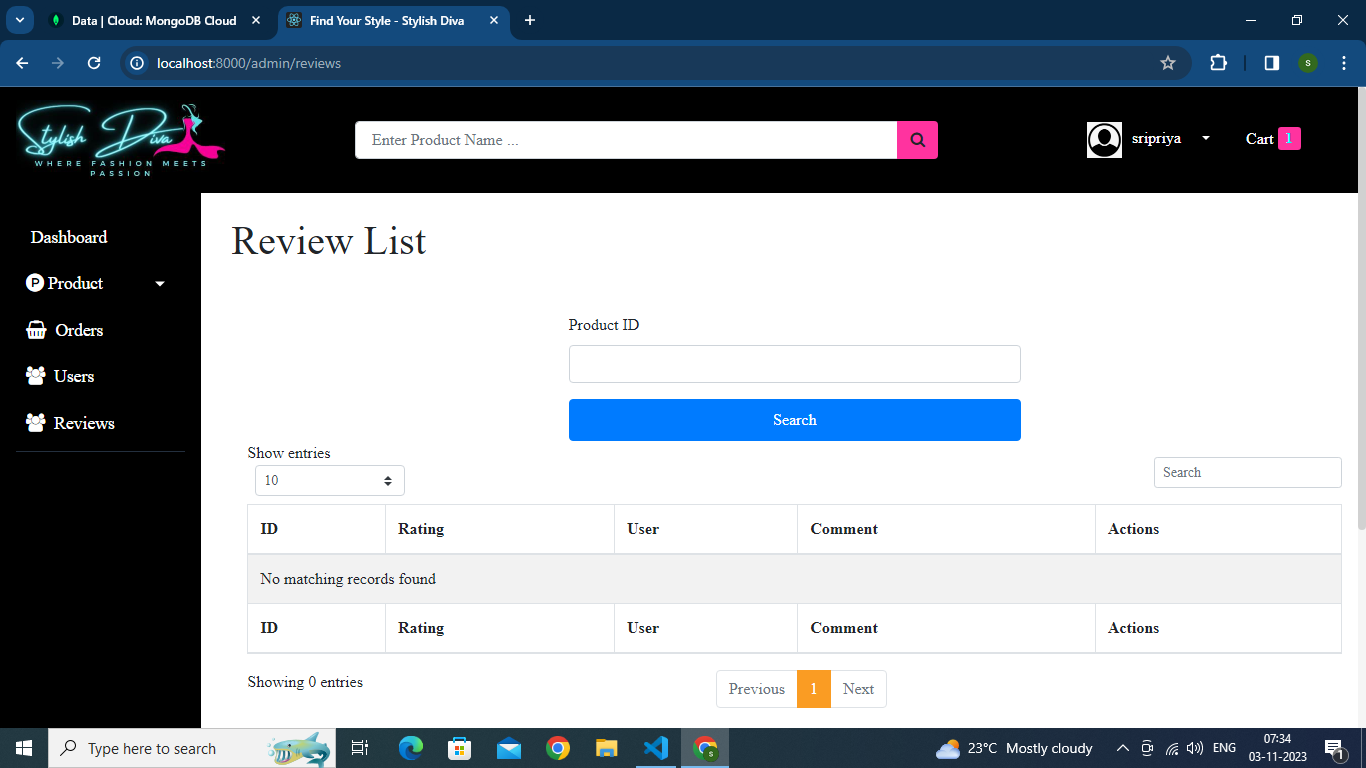 Data | Cloud: MongoDB Cloud
Find Your Style - Stylish Diva
localhost:8000/admin/reviews
s
Stylish Diva
WHERE FASHION MEETS
PASSION
Enter Product Name ...
sripriya
Cart 1
Dashboard
P Product
Orders
Users
Reviews
Review List
Product ID
Search
Show entries
10
Search
ID Rating User Comment Actions
No matching records found
ID Rating User Comment Actions
Showing 0 entries
Previous 1 Next
Type here to search
s
23°C Mostly cloudy
ENG
07:34
03-11-2023
1